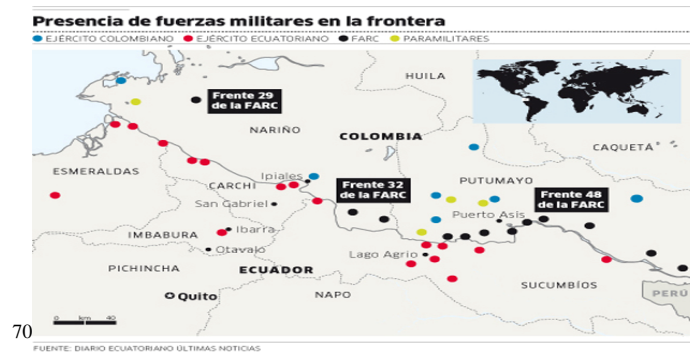 Presencia de fuerzas militares en la frontera
EJÉRCITO COLOMBIANO EJÉRCITO ECUATORIANO FARC PARAMILITARES
HUILA
Frente 29
de la FARC
NARIÑO
COLOMBIA
CAQUETÁ
ESMERALDAS
Ipiales
CARCHI
Frente 32
de la FARC
PUTUMAYO
Frente 48
de la FARC
San Gabriel
Puerto Asís
IMBABURA
Ibarra
Otavalo
Lago Agrio
PICHINCHA
ECUADOR
SUCUMBÍOS
Quito
NAPO
PERÚ
0 km 40
70
FUENTE: DIARIO ECUATORIANO ÚLTIMAS NOTICIAS